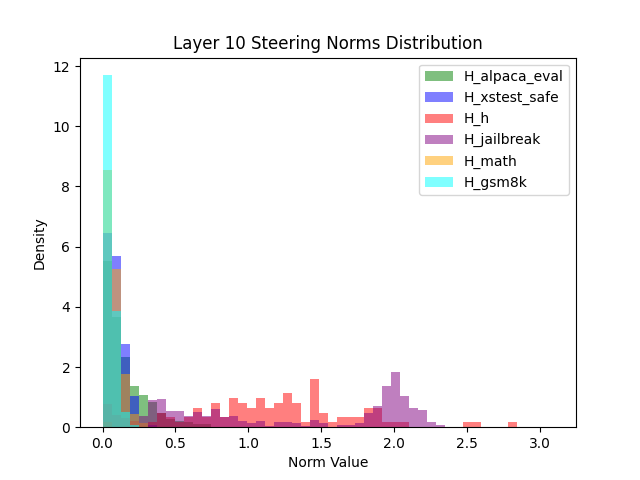 Layer 10 Steering Norms Distribution
12
10
8
6
4
2
0
Density
H_alpaca_eval
H_xstest_safe
H_h
H_jailbreak
H_math
H_gsm8k
0.0 0.5 1.0 1.5 2.0 2.5 3.0
Norm Value